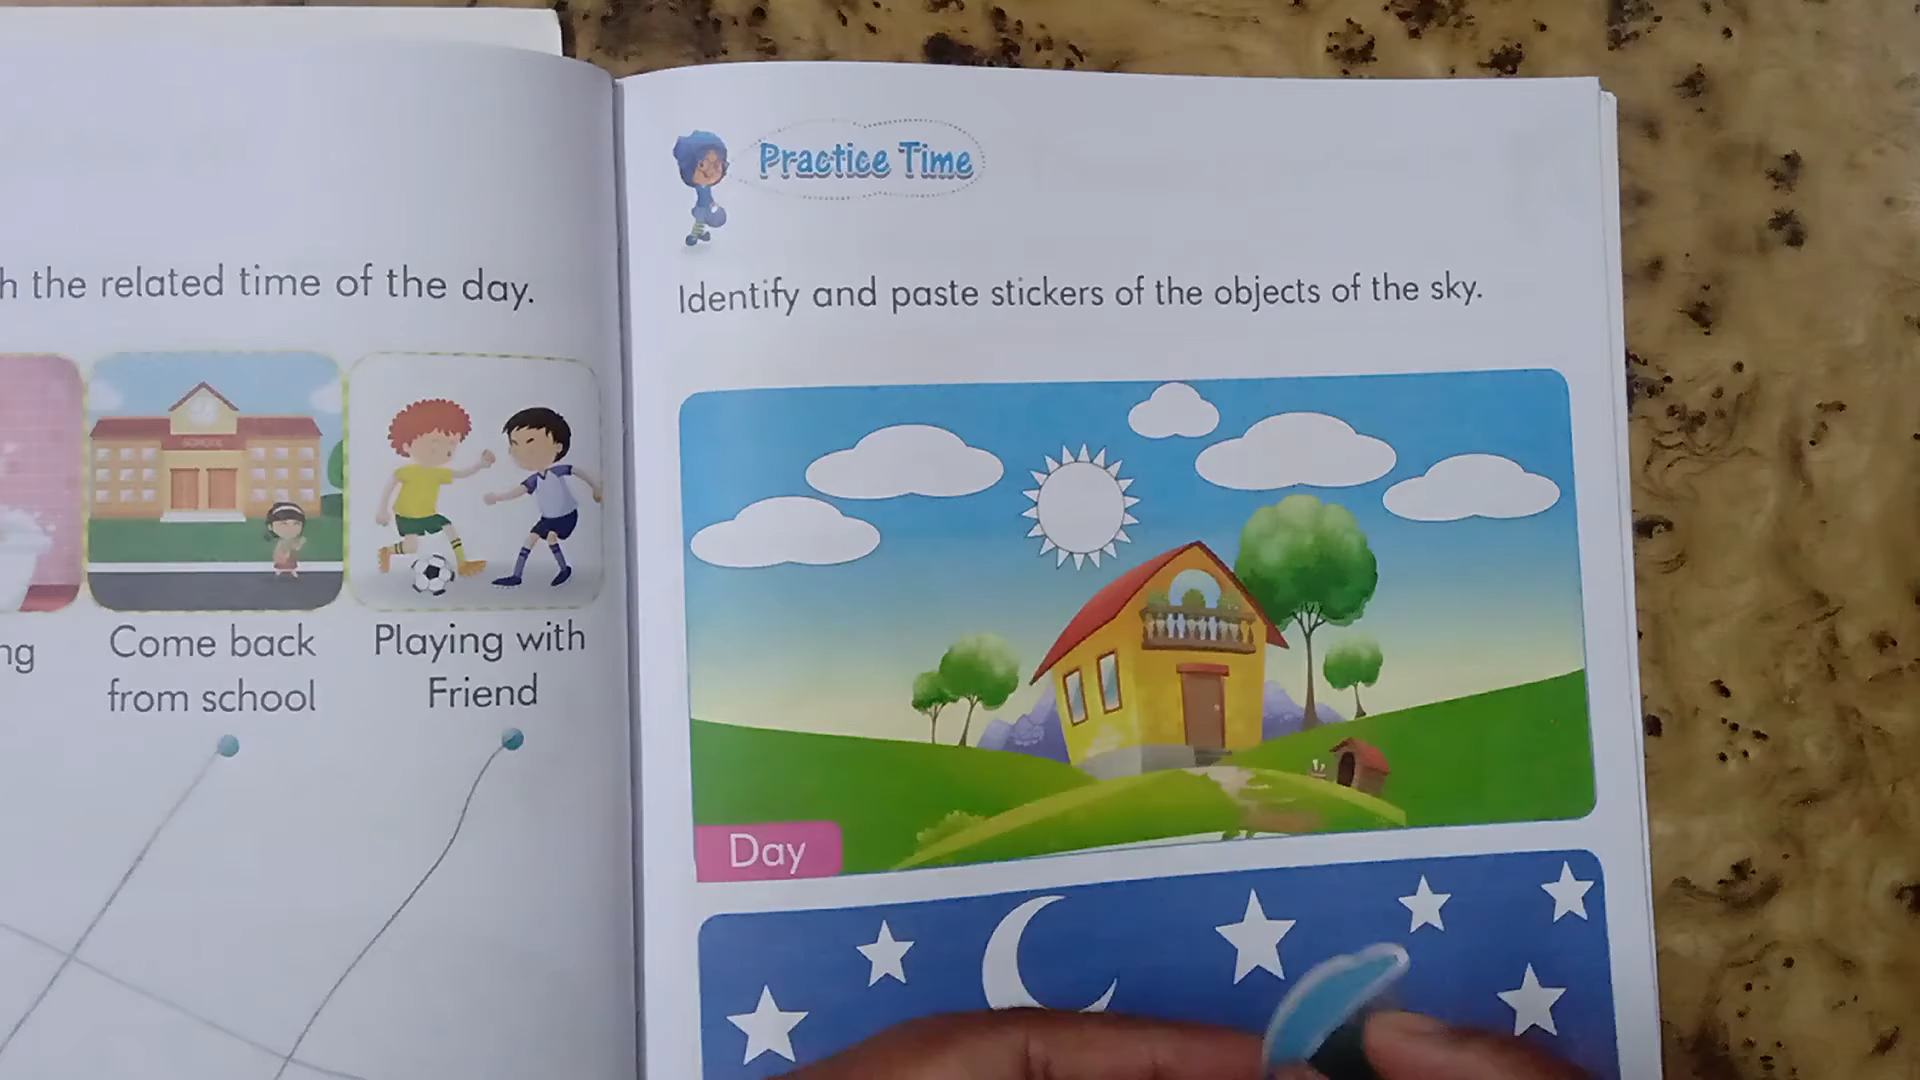 h the related time of the day.
SCHOOL
ng
Come back
from school
Playing with
Friend
Practice Time
Identify and paste stickers of the objects of the sky.
Day